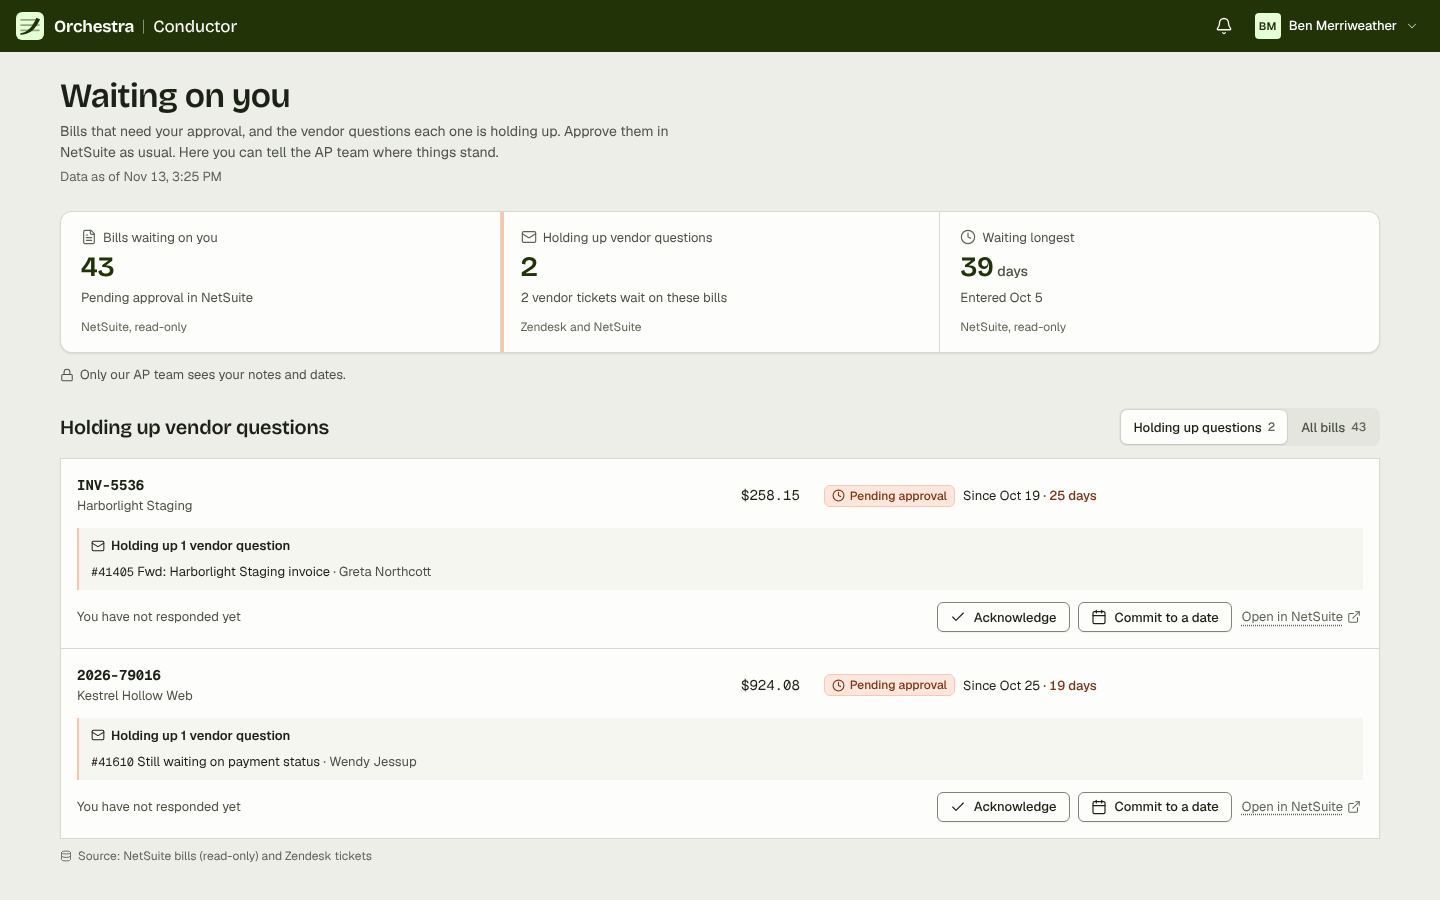 Orchestra | Conductor
BM Ben Merriweather
Waiting on you
Bills that need your approval, and the vendor questions each one is holding up. Approve them in
NetSuite as usual. Here you can tell the AP team where things stand.
Data as of Nov 13, 3:25 PM
Bills waiting on you
43
Pending approval in NetSuite
NetSuite, read-only
Holding up vendor questions
2
2 vendor tickets wait on these bills
Zendesk and NetSuite
Waiting longest
39 days
Entered Oct 5
NetSuite, read-only
Only our AP team sees your notes and dates.
Holding up vendor questions
Holding up questions 2
All bills 43
INV-5536
Harborlight Staging
$258.15
Pending approval
Since Oct 19 · 25 days
Holding up 1 vendor question
#41405 Fwd: Harborlight Staging invoice · Greta Northcott
You have not responded yet
Acknowledge
Commit to a date
Open in NetSuite
2026-79016
Kestrel Hollow Web
$924.08
Pending approval
Since Oct 25 · 19 days
Holding up 1 vendor question
#41610 Still waiting on payment status · Wendy Jessup
You have not responded yet
Acknowledge
Commit to a date
Open in NetSuite
Source: NetSuite bills (read-only) and Zendesk tickets